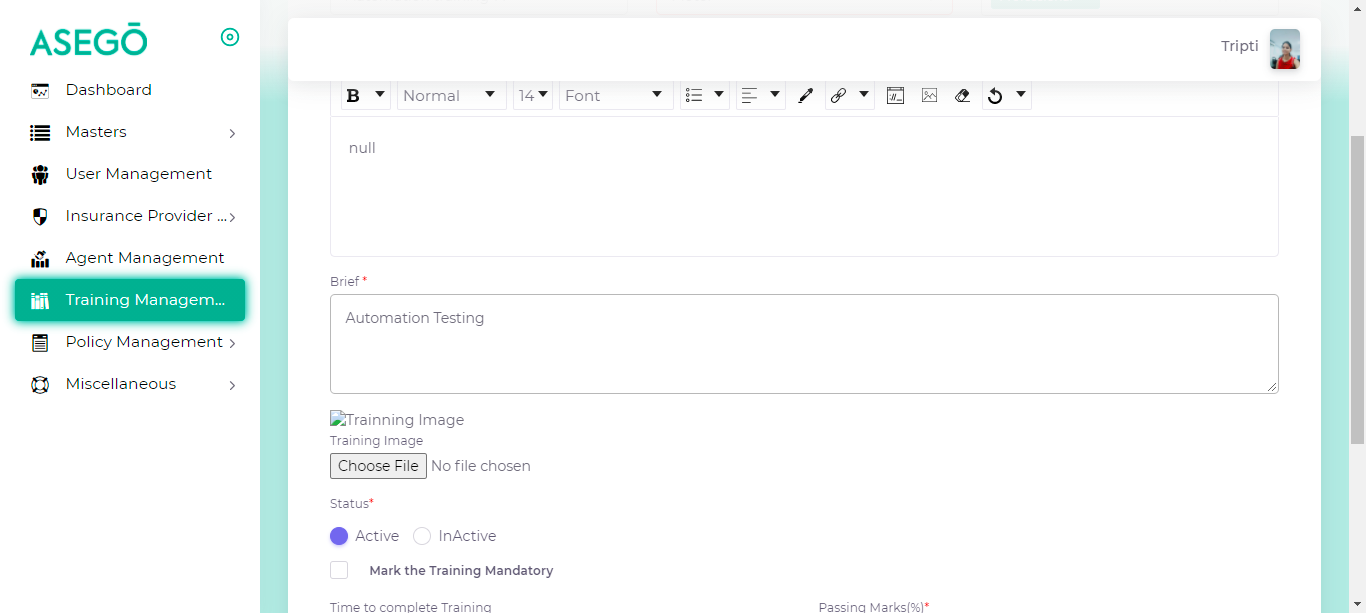 ASEGŌ
Dashboard
Masters
User Management
Insurance Provider ...
Agent Management
Training Managem...
Policy Management
Miscellaneous
Tripti
B Normal 14 Font
null
Brief *
Automation Testing
Trainning Image
Training Image
Choose File No file chosen
Status*
Active InActive
Mark the Training Mandatory
Time to complete Training Passing Marks(%)*